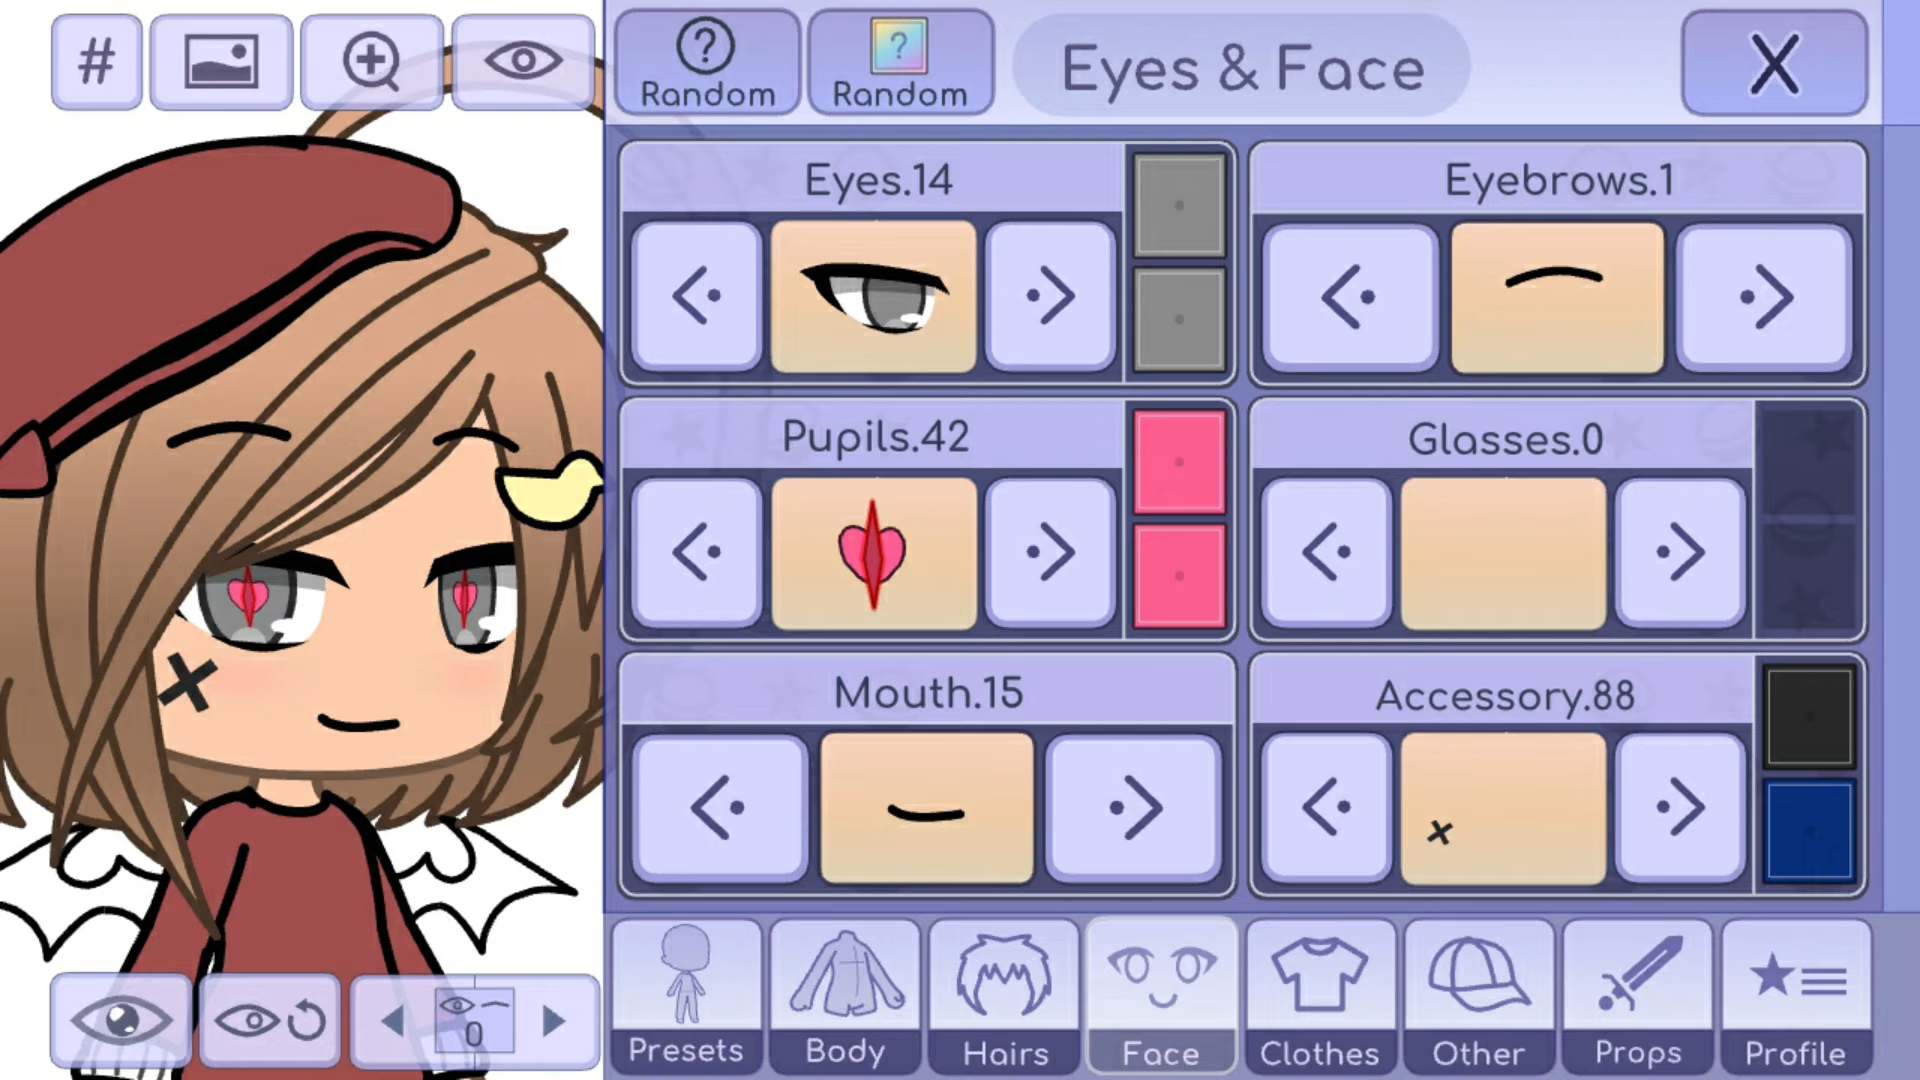 #
?
Random
?
Random
Eyes & Face
X
Eyes.14
Eyebrows.1
Pupils.42
Glasses.0
Mouth.15
Accessory.88
0
Presets
Body
Hairs
Face
Clothes
Other
Props
Profile